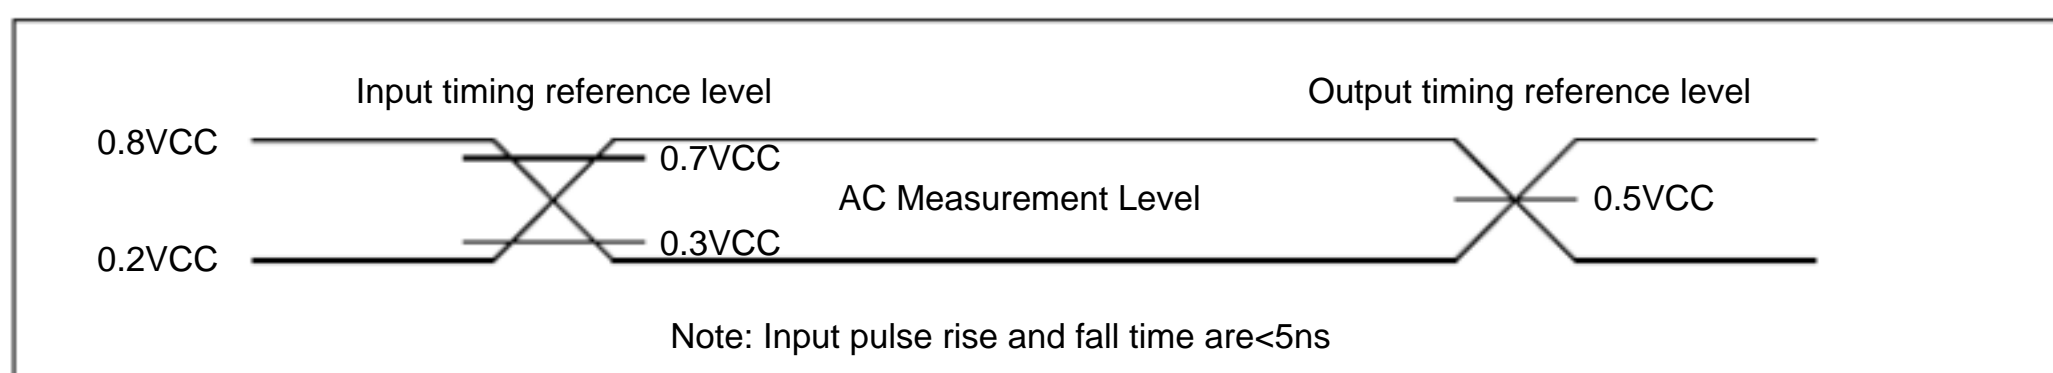 Input timing reference level
Output timing reference level
0.8VCC
0.7VCC
AC Measurement Level
0.5VCC
0.3VCC
0.2VCC
Note: Input pulse rise and fall time are<5ns